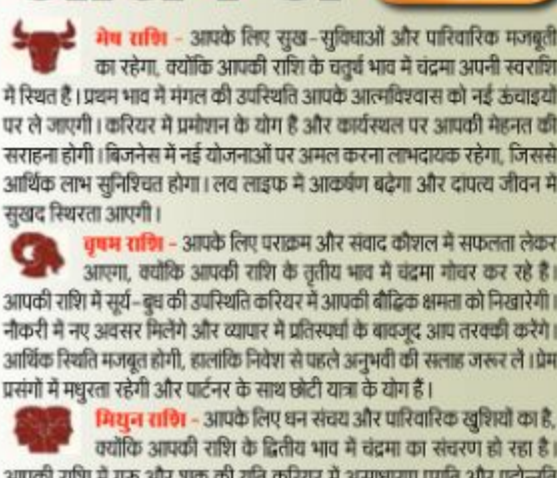 मेष राशि - आपके लिए सुख-सुविधाओं और पारिवारिक मजबूती
का रहेगा, क्योंकि आपकी राशि के चतुर्थ भाव में चंद्रमा अपनी स्वराशि
में स्थित है। प्रथम भाव में मंगल की उपस्थिति आपके आत्मविश्वास को नई ऊंचाइयों
पर ले जाएगी। करियर में प्रमोशन के योग है और कार्यस्थल पर आपकी मेहनत की
सराहना होगी। बिजनेस में नई योजनाओं पर अमल करना लाभदायक रहेगा, जिससे
आर्थिक लाभ सुनिश्चित होगा। लव लाइफ में आकर्षण बढ़ेगा और दांपत्य जीवन में
सुखद स्थिरता आएगी।
वृषभ राशि - आपके लिए पराक्रम और संवाद कौशल में सफलता लेकर
आएगा, क्योंकि आपकी राशि के तृतीय भाव में चंद्रमा गोचर कर रहे हैं।
आपकी राशि में सूर्य-बुध की उपस्थिति करियर में आपकी बौद्धिक क्षमता को निखारेगी।
नौकरी में नए अवसर मिलेंगे और व्यापार में प्रतिस्पर्धा के बावजूद आप तरक्की करेंगे।
आर्थिक स्थिति मजबूत होगी, हालांकि निवेश से पहले अनुभवी की सलाह जरूर लें। प्रेम
प्रसंगों में मधुरता रहेगी और पार्टनर के साथ छोटी यात्रा के योग हैं।
मिथुन राशि - आपके लिए धन संचय और पारिवारिक खुशियों का है,
क्योंकि आपकी राशि के द्वितीय भाव में चंद्रमा का संचरण हो रहा है।